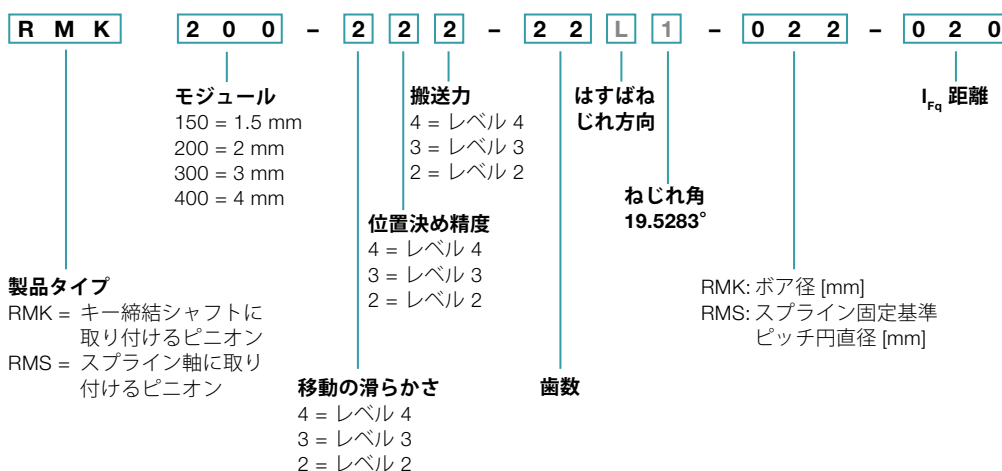 R M K 2 0 0 – 2 2 2 – 2 2 L 1 – 0 2 2 – 0 2 0
モジュール
150 = 1.5 mm
200 = 2 mm
300 = 3 mm
400 = 4 mm
搬送力
4 = レベル 4
3 = レベル 3
2 = レベル 2
はすばね
じれ方向
lFq 距離
ねじれ角
19.5283°
位置決め精度
4 = レベル 4
3 = レベル 3
2 = レベル 2
製品タイプ
RMK = キー締結シャフトに
取り付けるピニオン
RMS = スプライン軸に取り
付けるピニオン
RMK: ボア径 [mm]
RMS: スプライン固定基準
ピッチ円直径 [mm]
移動の滑らかさ
4 = レベル 4
3 = レベル 3
2 = レベル 2
歯数